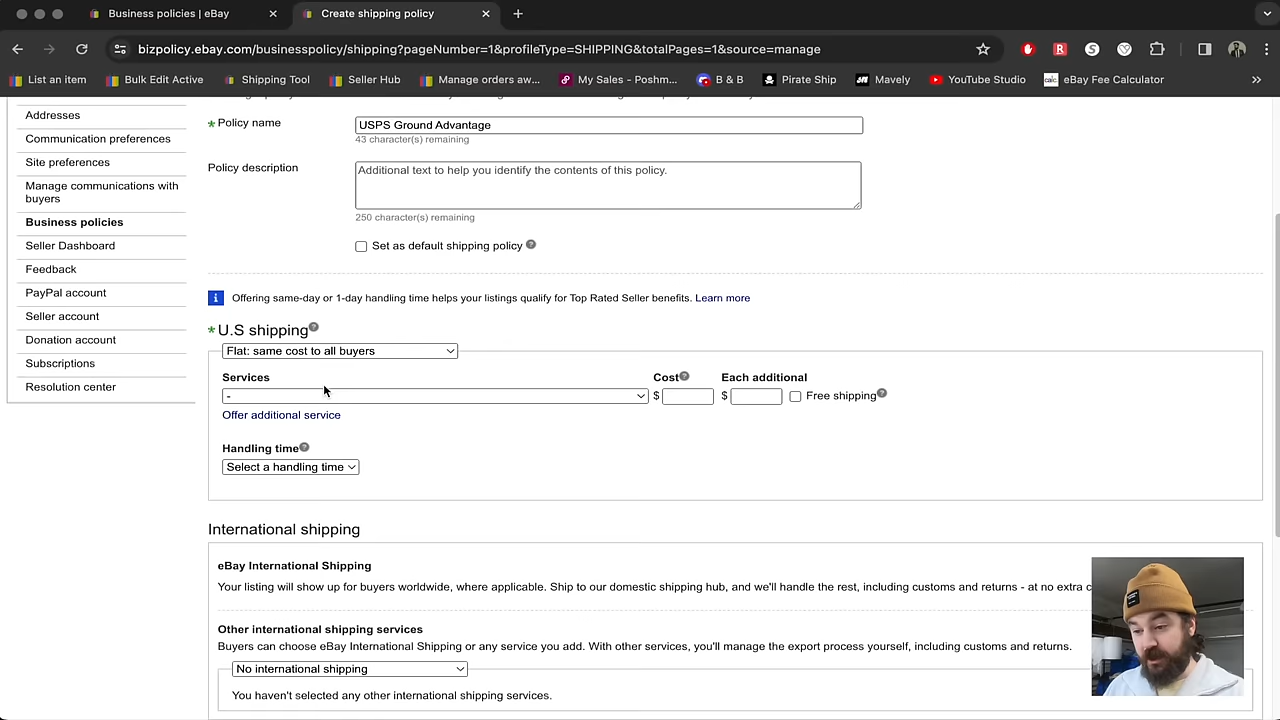 Business policies | eBay
Create shipping policy
bizpolicy.ebay.com/businesspolicy/shipping?pageNumber=1&profileType=SHIPPING&totalPages=1&source=manage
List an item
Bulk Edit Active
Shipping Tool
Seller Hub
Manage orders aw...
My Sales - Poshm...
B & B
Pirate Ship
Mavely
YouTube Studio
eBay Fee Calculator
Addresses
Communication preferences
Site preferences
Manage communications with
buyers
Business policies
Seller Dashboard
Feedback
PayPal account
Seller account
Donation account
Subscriptions
Resolution center
* Policy name
USPS Ground Advantage
43 character(s) remaining
Policy description
Additional text to help you identify the contents of this policy.
250 character(s) remaining
Set as default shipping policy
Offering same-day or 1-day handling time helps your listings qualify for Top Rated Seller benefits. Learn more
* U.S shipping
Flat: same cost to all buyers
Services
Cost
Each additional
-
$
$
Free shipping
Offer additional service
Handling time
Select a handling time
International shipping
eBay International Shipping
Your listing will show up for buyers worldwide, where applicable. Ship to our domestic shipping hub, and we'll handle the rest, including customs and returns - at no extra c
Other international shipping services
Buyers can choose eBay International Shipping or any service you add. With other services, you'll manage the export process yourself, including customs and returns.
No international shipping
You haven't selected any other international shipping services.